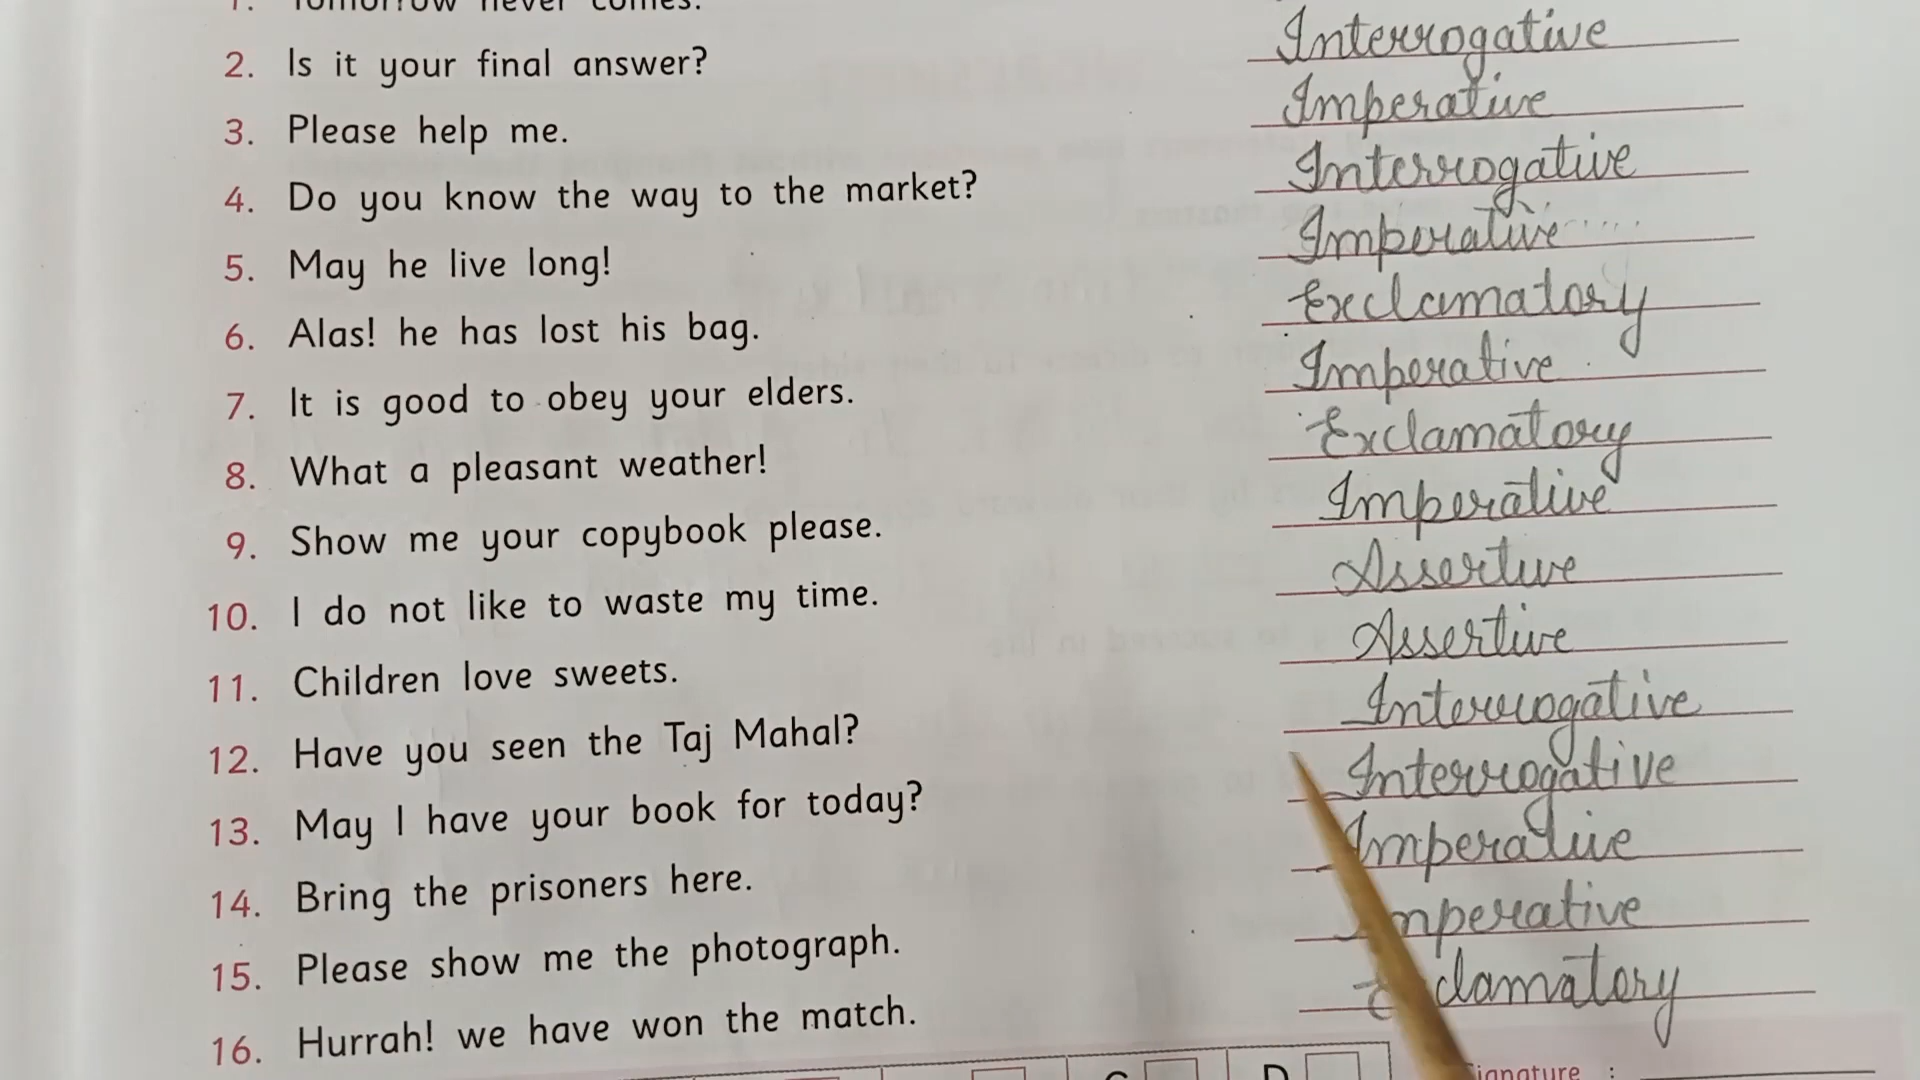 1. Tomorrow never comes.
2. Is it your final answer? Interrogative
3. Please help me. Imperative
4. Do you know the way to the market? Interrogative
5. May he live long! Imperative
6. Alas! he has lost his bag. Exclamatory
7. It is good to obey your elders. Imperative
8. What a pleasant weather! Exclamatory
9. Show me your copybook please. Imperative
10. I do not like to waste my time. Assertive
11. Children love sweets. Assertive
12. Have you seen the Taj Mahal? Interrogative
13. May I have your book for today? Interrogative
14. Bring the prisoners here. Imperative
15. Please show me the photograph. Imperative
16. Hurrah! we have won the match. Exclamatory
C D Signature :